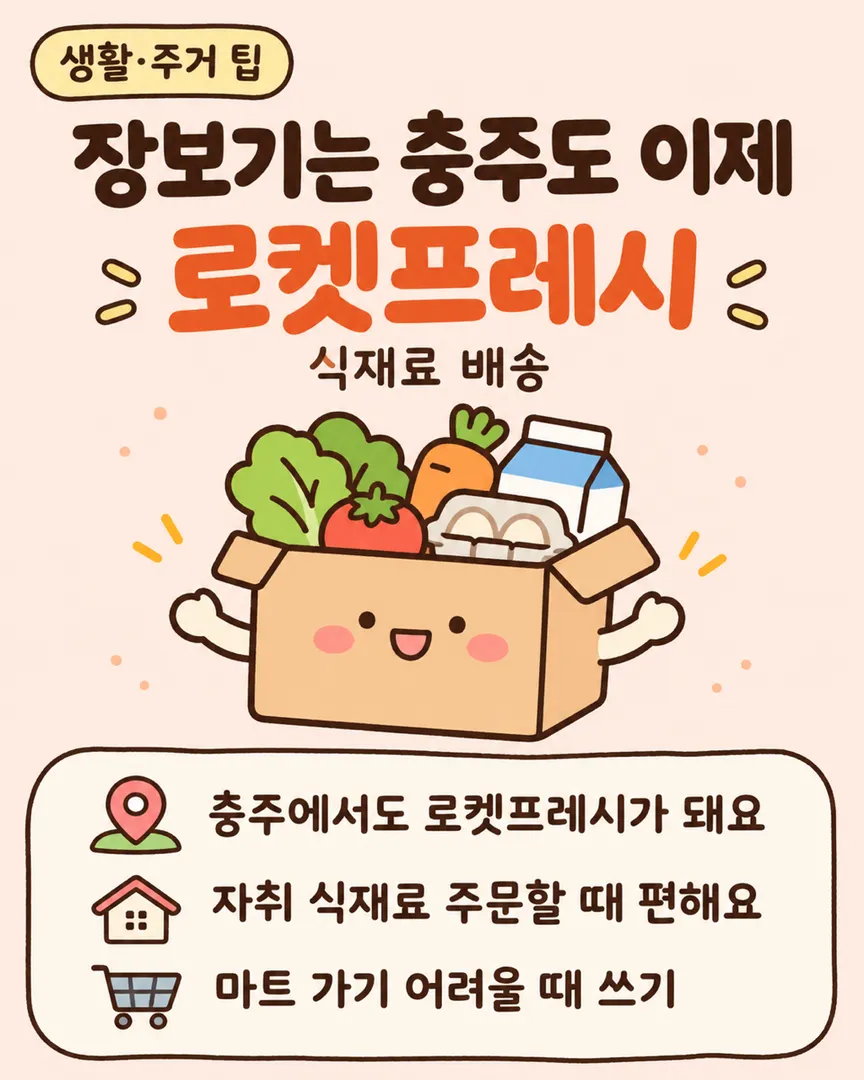 생활·주거 팁
장보기는 충주도 이제
로켓프레시
식재료 배송
충주에서도 로켓프레시가 돼요
자취 식재료 주문할 때 편해요
마트 가기 어려울 때 쓰기